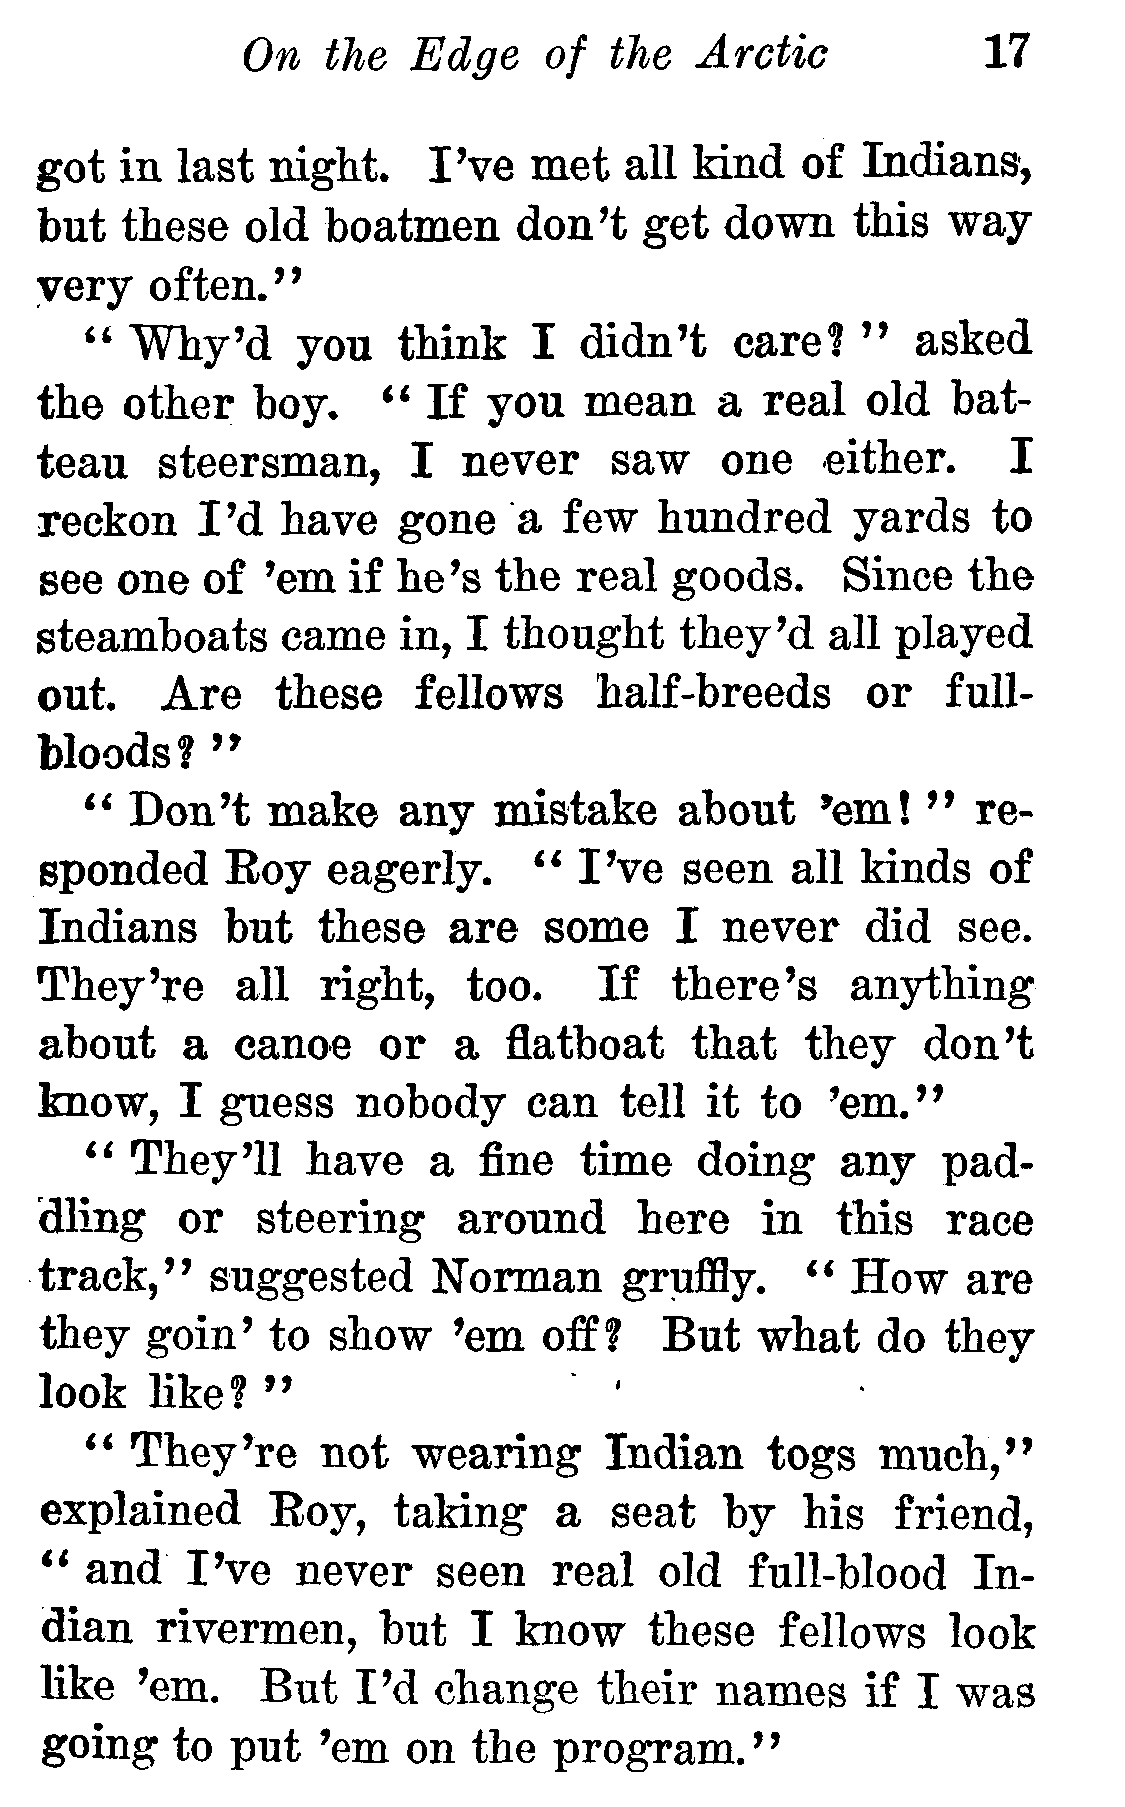 On the Edge of the Arctic 17
got in last night. I've met all kind of Indians,
but these old boatmen don't get down this way
very often."
"Why'd you think I didn't care?" asked
the other boy. "If you mean a real old bat-
teau steersman, I never saw one either. I
reckon I'd have gone a few hundred yards to
see one of 'em if he's the real goods. Since the
steamboats came in, I thought they'd all played
out. Are these fellows half-breeds or full-
bloods?"
"Don't make any mistake about 'em!" re-
sponded Roy eagerly. "I've seen all kinds of
Indians but these are some I never did see.
They're all right, too. If there's anything
about a canoe or a flatboat that they don't
know, I guess nobody can tell it to 'em."
"They'll have a fine time doing any pad-
dling or steering around here in this race
track," suggested Norman gruffly. "How are
they goin' to show 'em off? But what do they
look like?"
"They're not wearing Indian togs much,"
explained Roy, taking a seat by his friend,
"and I've never seen real old full-blood In-
dian rivermen, but I know these fellows look
like 'em. But I'd change their names if I was
going to put 'em on the program."